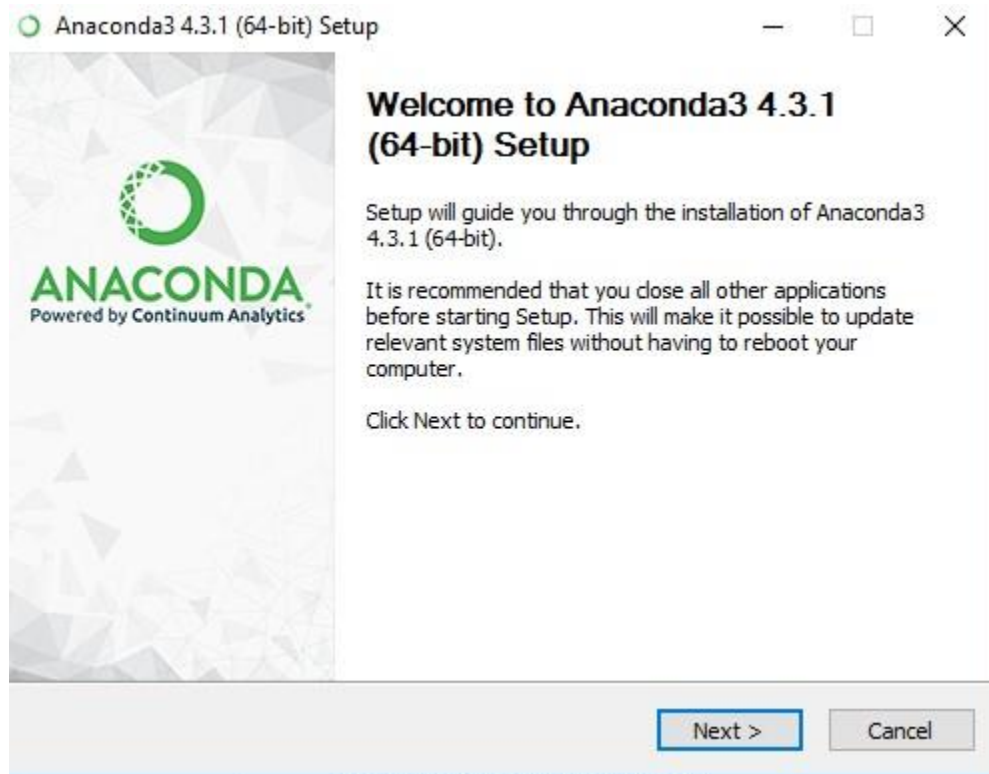 Anaconda3 4.3.1 (64-bit) Setup
ANACONDA
Powered by Continuum Analytics
Welcome to Anaconda3 4.3.1
(64-bit) Setup
Setup will guide you through the installation of Anaconda3
4.3.1 (64-bit).
It is recommended that you close all other applications
before starting Setup. This will make it possible to update
relevant system files without having to reboot your
computer.
Click Next to continue.
Next >
Cancel